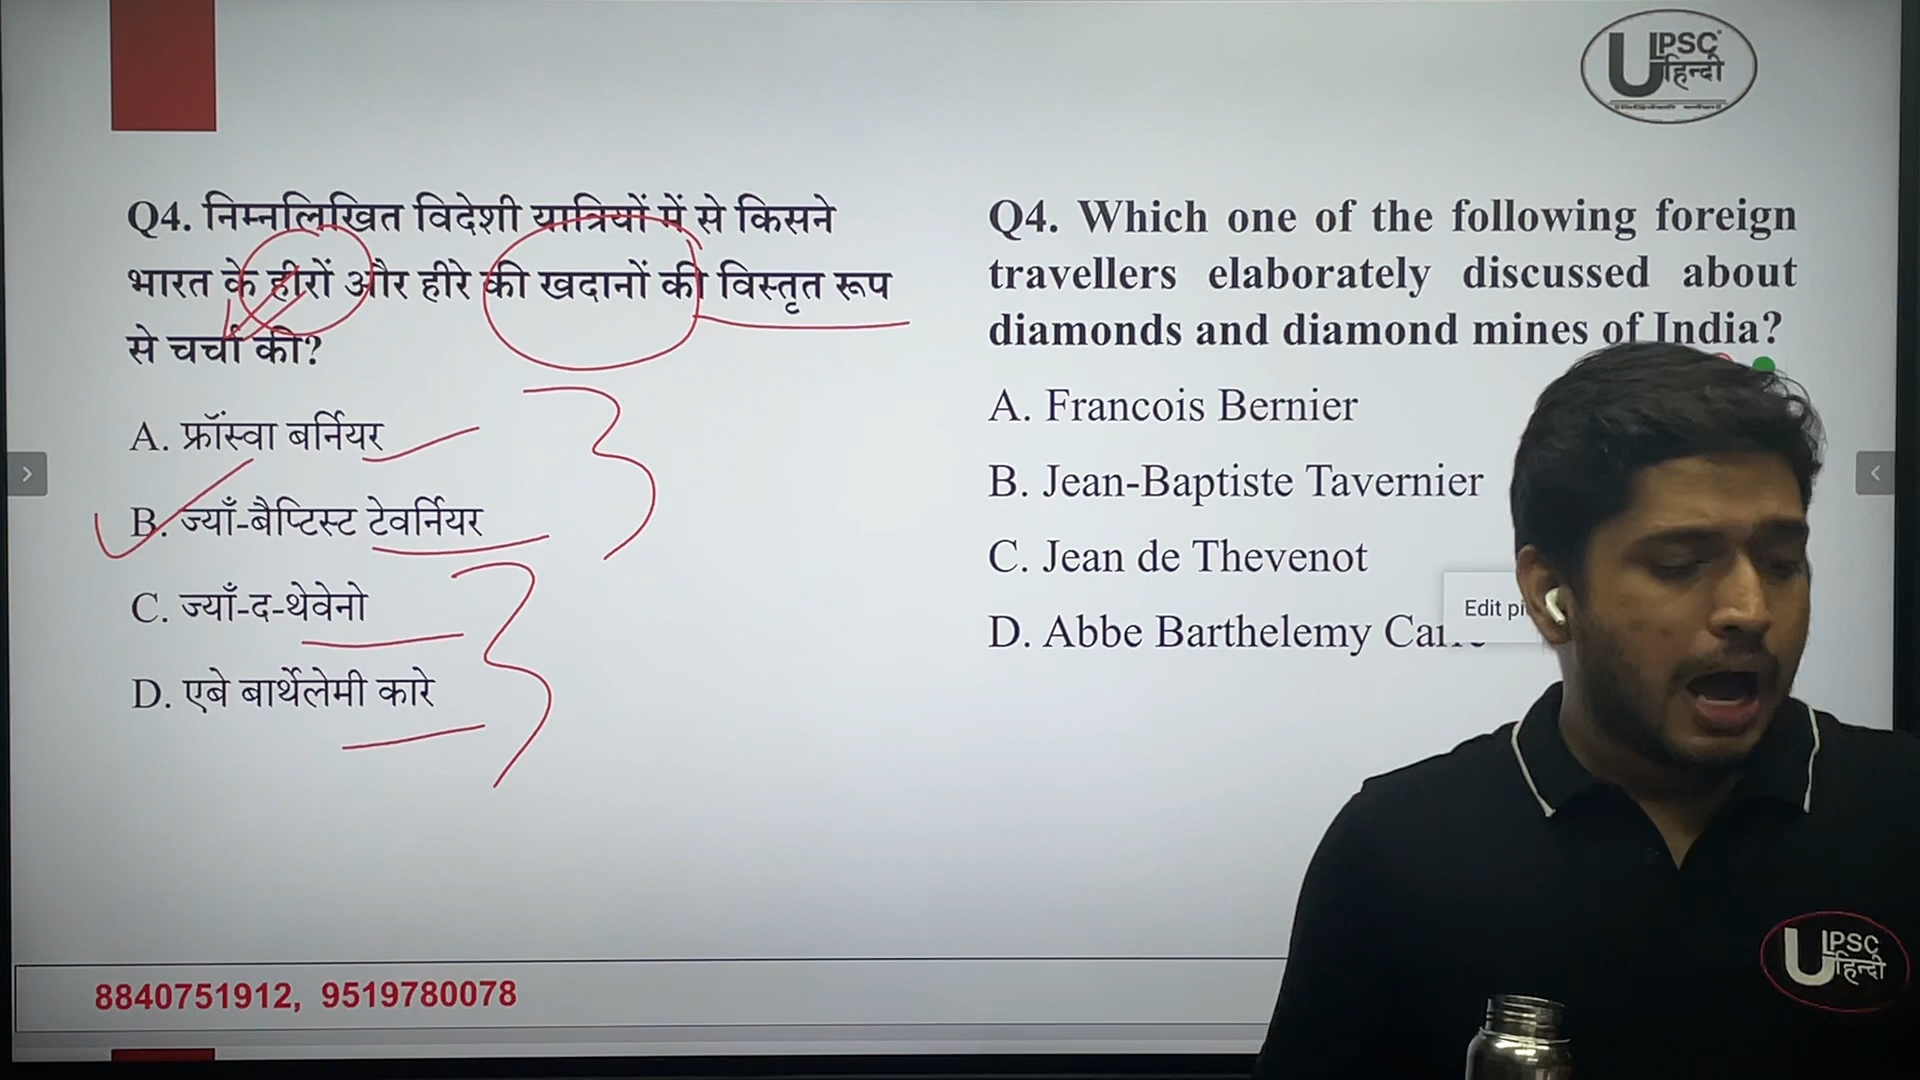 UPSC
हिन्दी
Q4. निम्नलिखित विदेशी यात्रियों में से किसने
भारत के हीरों और हीरे की खदानों की विस्तृत रूप
से चर्चा की?
A. फ्रॉंस्वा बर्नियर
B. ज्याँ-बैप्टिस्ट टेवर्नियर
C. ज्याँ-द-थेवेनो
D. एबे बार्थेलेमी कारे
Q4. Which one of the following foreign
travellers elaborately discussed about
diamonds and diamond mines of India?
A. Francois Bernier
B. Jean-Baptiste Tavernier
C. Jean de Thevenot
D. Abbe Barthelemy
Edit
8840751912, 9519780078
UPSC
हिन्दी